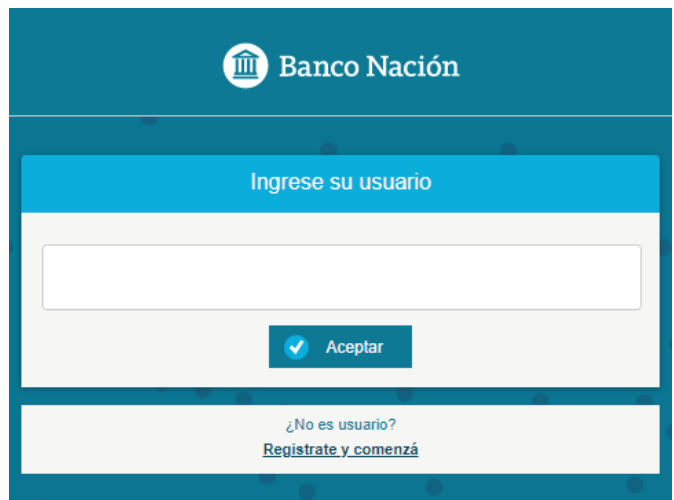 Banco Nación
Ingrese su usuario
Aceptar
¿No es usuario?
Registrate y comenzá